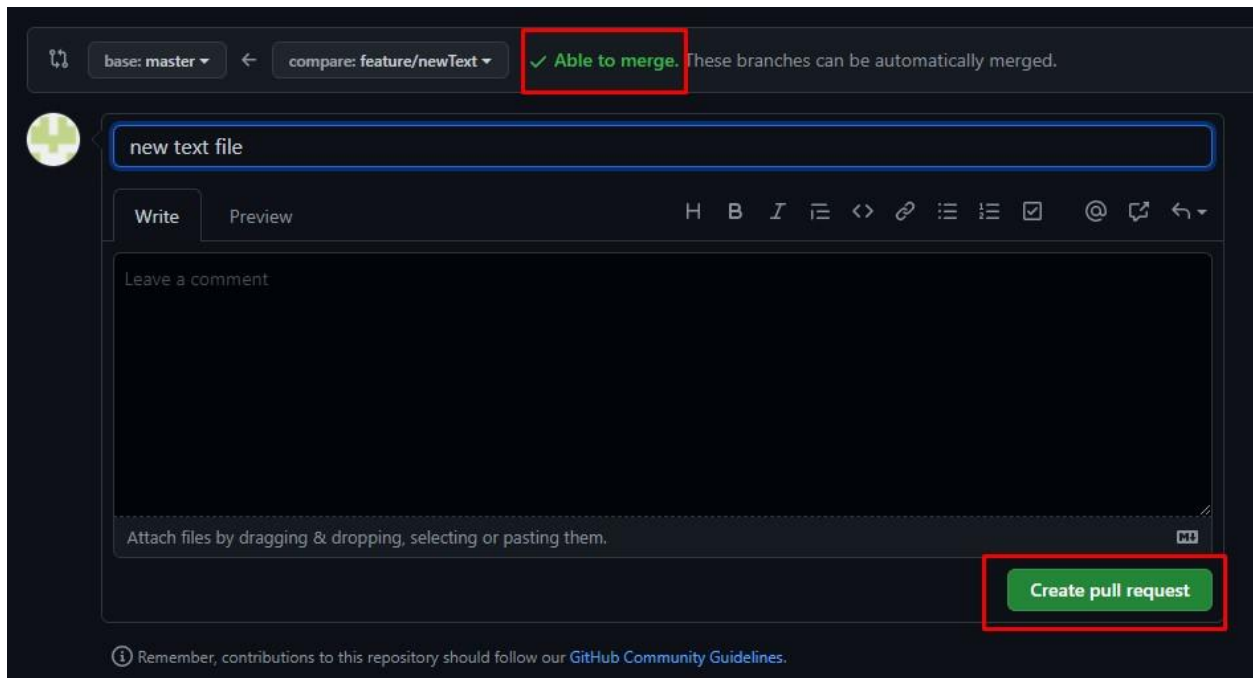 base: master ← compare: feature/newText ✓ Able to merge. These branches can be automatically merged.
new text file
Write Preview H B I <> @
Leave a comment
Attach files by dragging & dropping, selecting or pasting them.
Create pull request
Remember, contributions to this repository should follow our GitHub Community Guidelines.